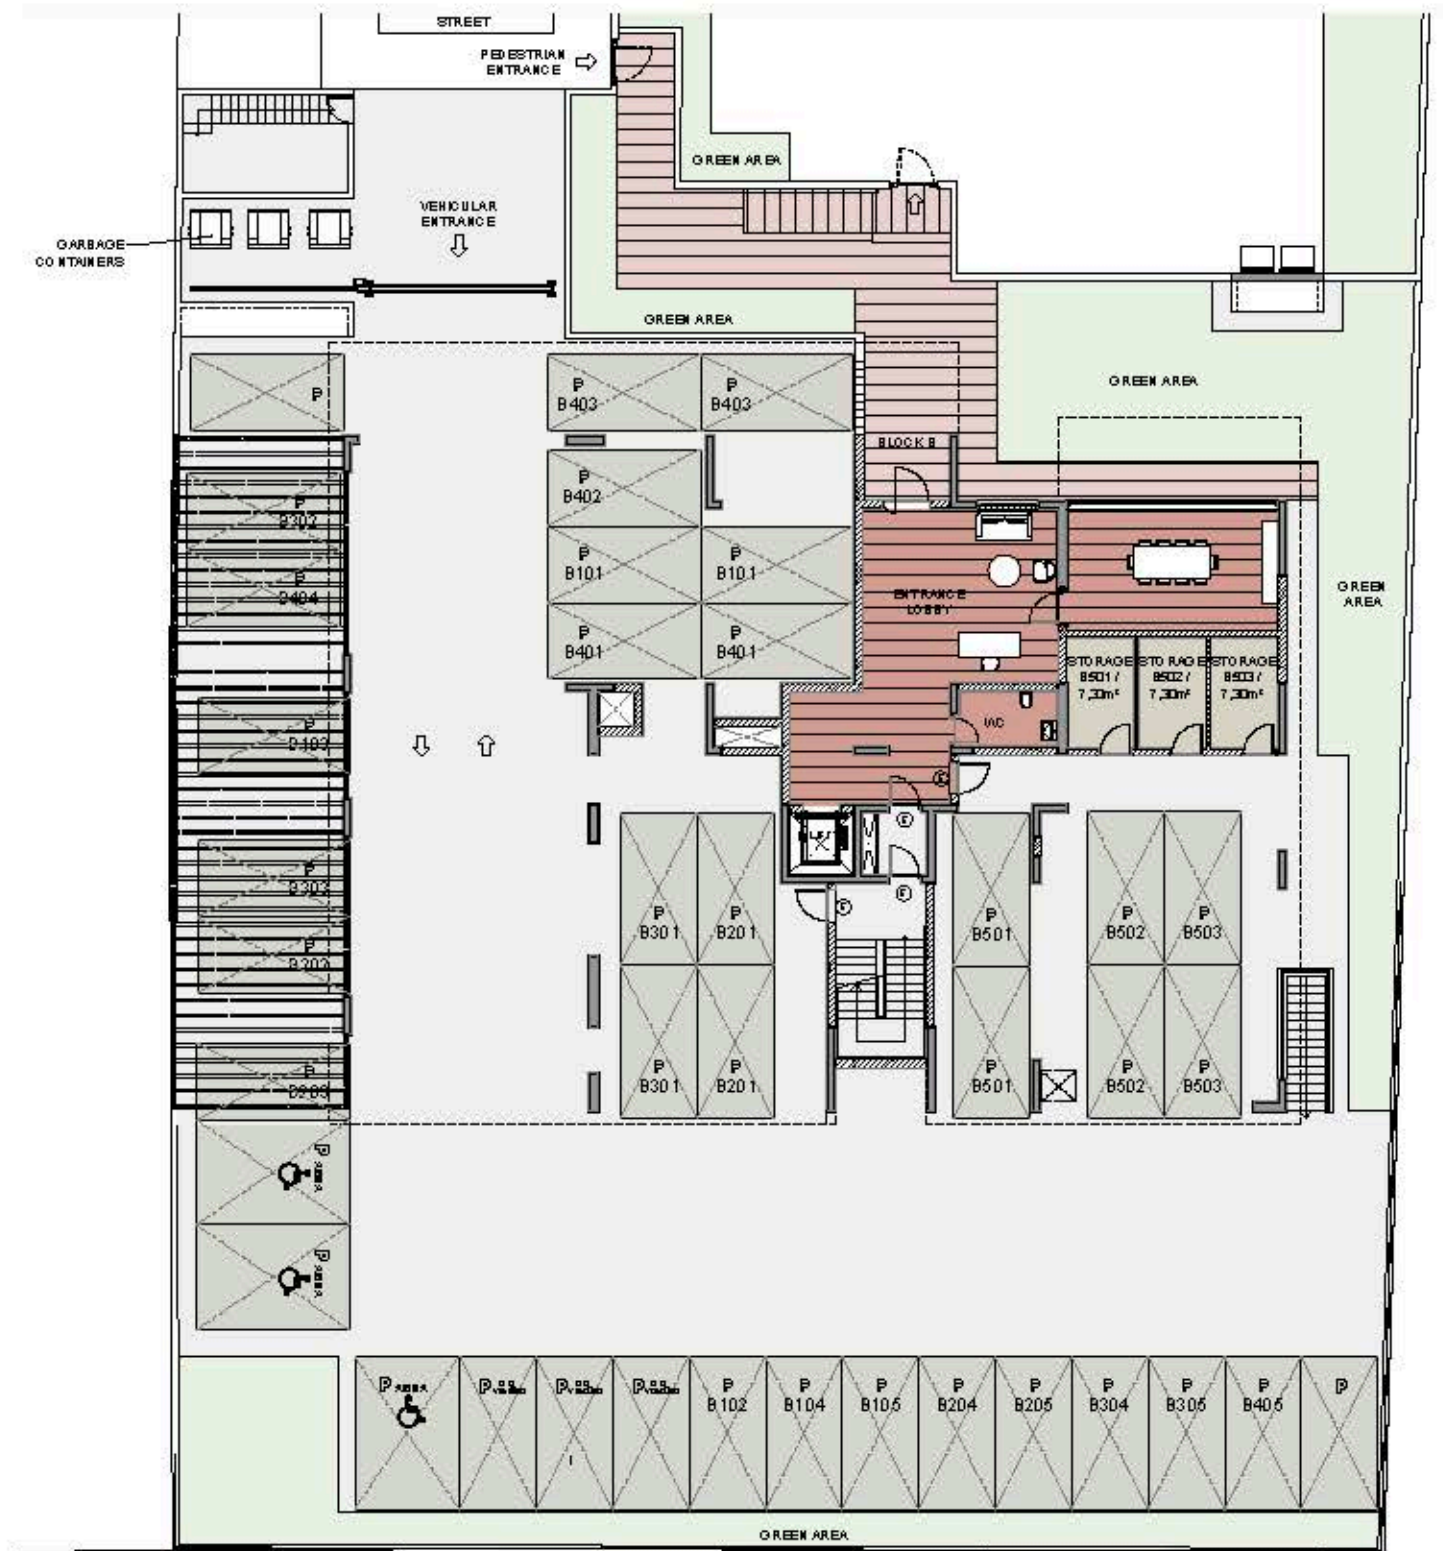 STREET
PEDESTRIAN
ENTRANCE
GREEN AREA
VEHICULAR
ENTRANCE
GARBAGE
CONTAINERS
GREEN AREA
GREEN AREA
P
P
B403
P
B403
BLOCK B
P
B402
P
B302
P
B101
P
B101
P
ENTRANCE
LOBBY
GREEN
AREA
P
B401
P
B401
STORAGE
B501 /
7,30m²
STORAGE
B502 /
7,30m²
STORAGE
B503 /
7,30m²
WC
P
E
LIFT
E
P
P
B301
P
B201
E
E
P
B501
P
B502
P
B503
P
P
B301
P
B201
P
B501
P
B502
P
B503
P
P
P
P
P
P
P
P
B102
P
B104
P
B105
P
B204
P
B205
P
B304
P
B305
P
B405
P
GREEN AREA